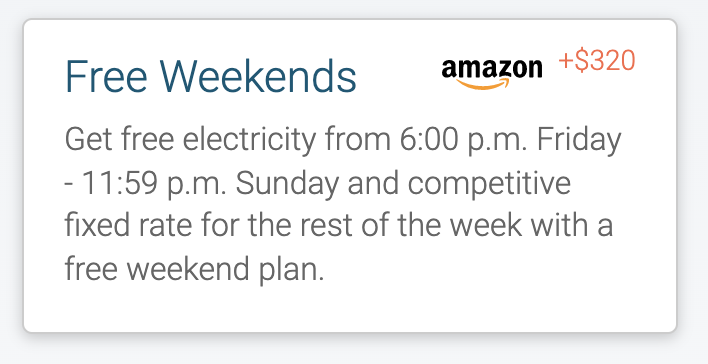 Free Weekends amazon +$320
Get free electricity from 6:00 p.m. Friday
- 11:59 p.m. Sunday and competitive
fixed rate for the rest of the week with a
free weekend plan.